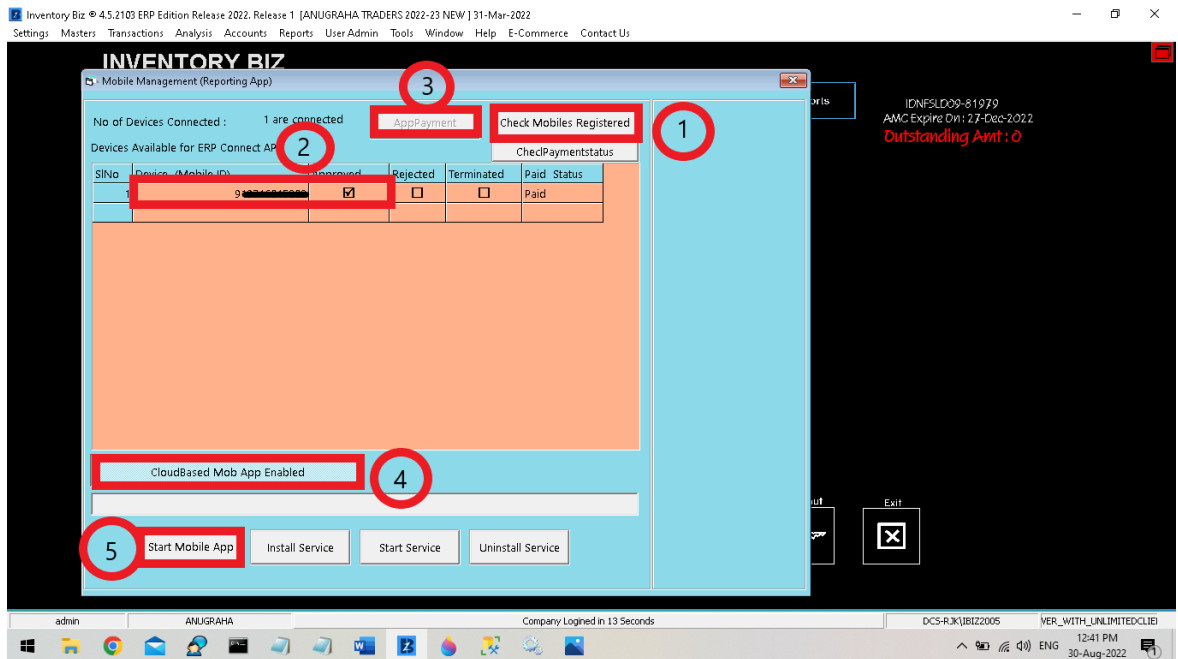 Inventory Biz ® 4.5.2103 ERP Edition Release 2022. Release 1 [ANUGRAHA TRADERS 2022-23 NEW ] 31-Mar-2022
Settings Masters Transactions Analysis Accounts Reports User Admin Tools Window Help E-Commerce Contact Us
INVENTORY BIZ
Mobile Management (Reporting App)
3
No of Devices Connected : 1 are connected
AppPayment
Check Mobiles Registered
1
IDNFSLD09-81979
AMC Expire On: 27-Dec-2022
Outstanding Amt : 0
Devices Available for ERP Connect
2
CheclPaymentstatus
SlNo Device (Mobile ID) Approved Rejected Terminated Paid Status
1 Paid
CloudBased Mob App Enabled
4
5
Start Mobile App Install Service Start Service Uninstall Service
Exit
admin ANUGRAHA Company Logined in 13 Seconds DCS-RJK\IBIZ2005 VER_WITH_UNLIMITEDCLIE
ENG 12:41 PM
30-Aug-2022
1